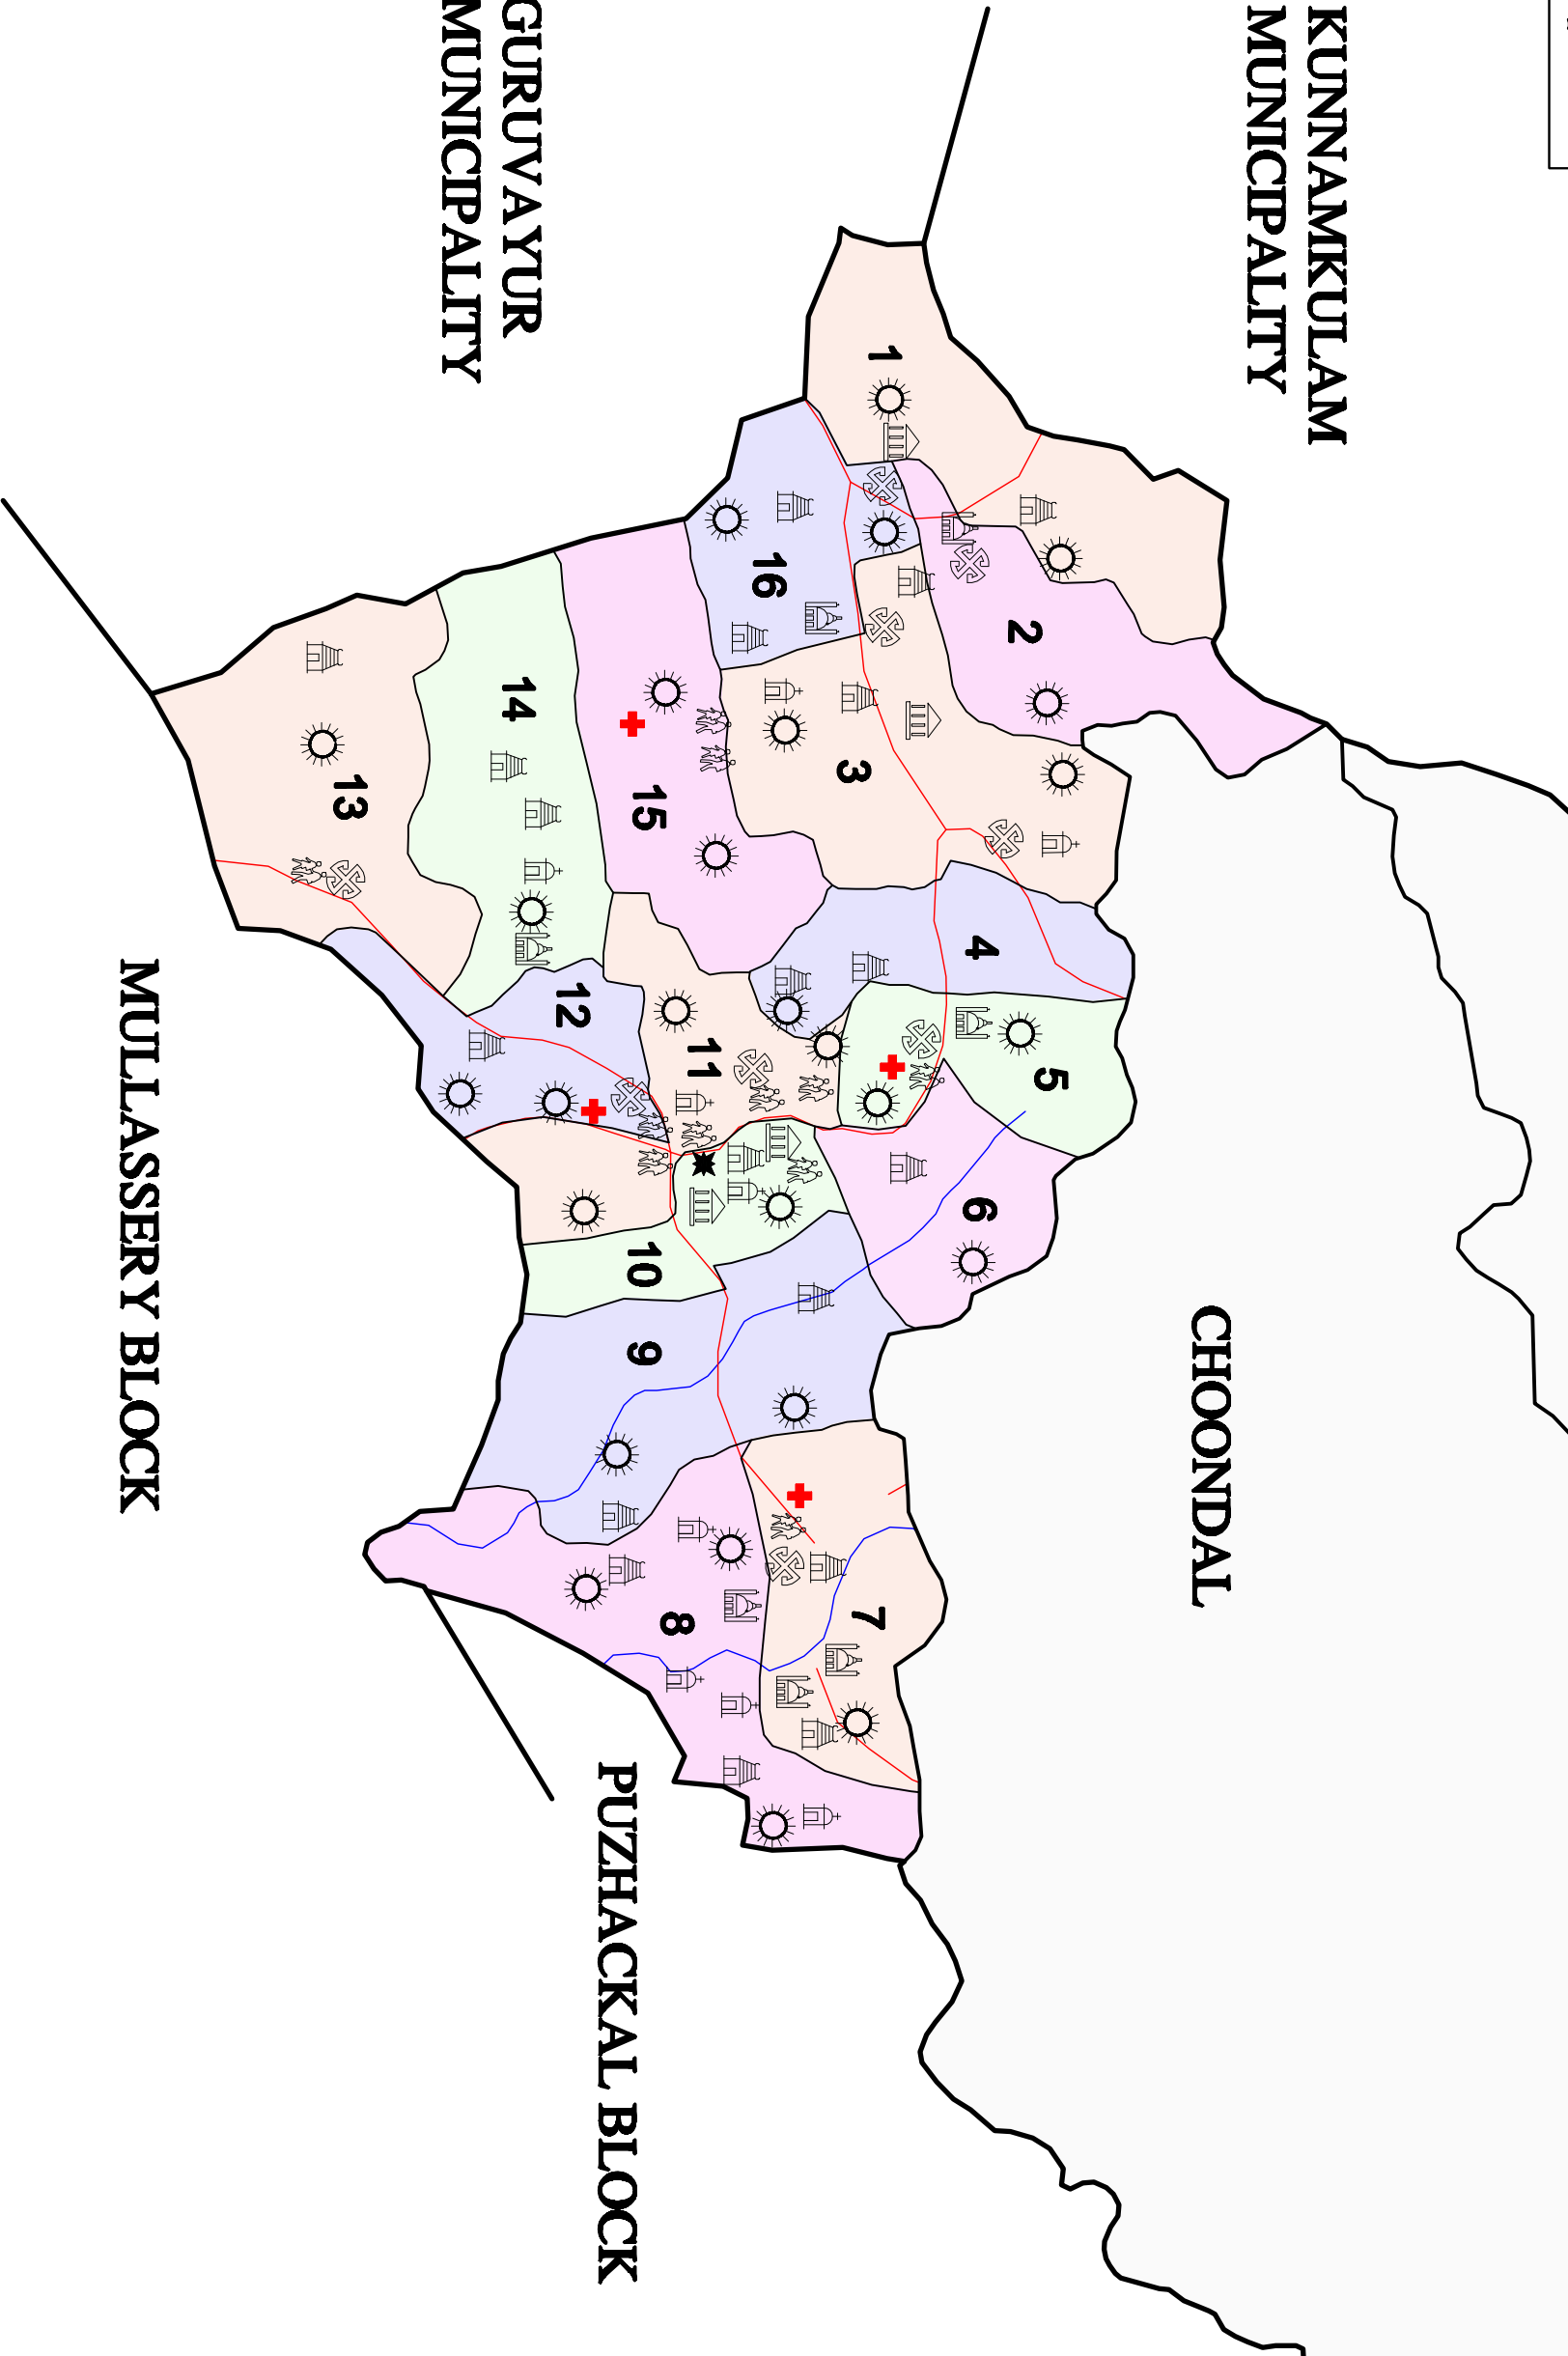 KUNNAMKULAM
MUNICIPALITY
GURUVAYUR
MUNICIPALITY
1
2
16
3
14
15
13
4
12
11
5
6
10
9
8
7
CHOONDAL
MULLASSERY BLOCK
PUZHACKAL BLOCK